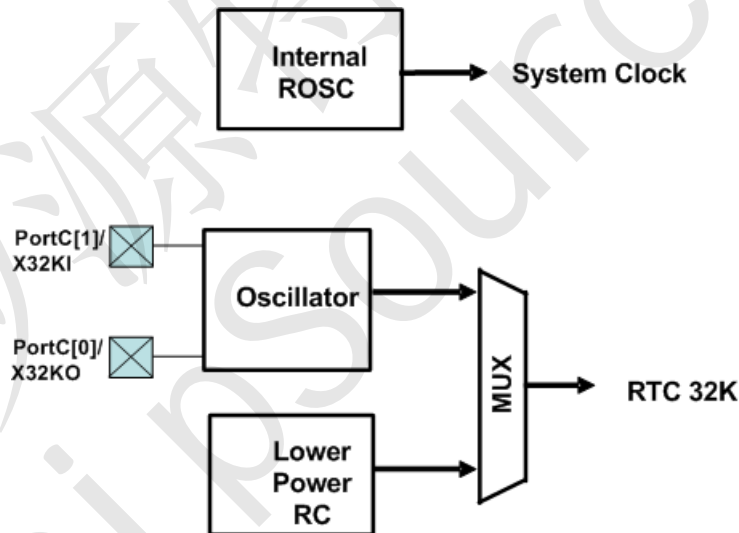 Internal
ROSC
System Clock
PortC[1]/
X32KI
Oscillator
PortC[0]/
X32KO
MUX
RTC 32K
Lower
Power
RC